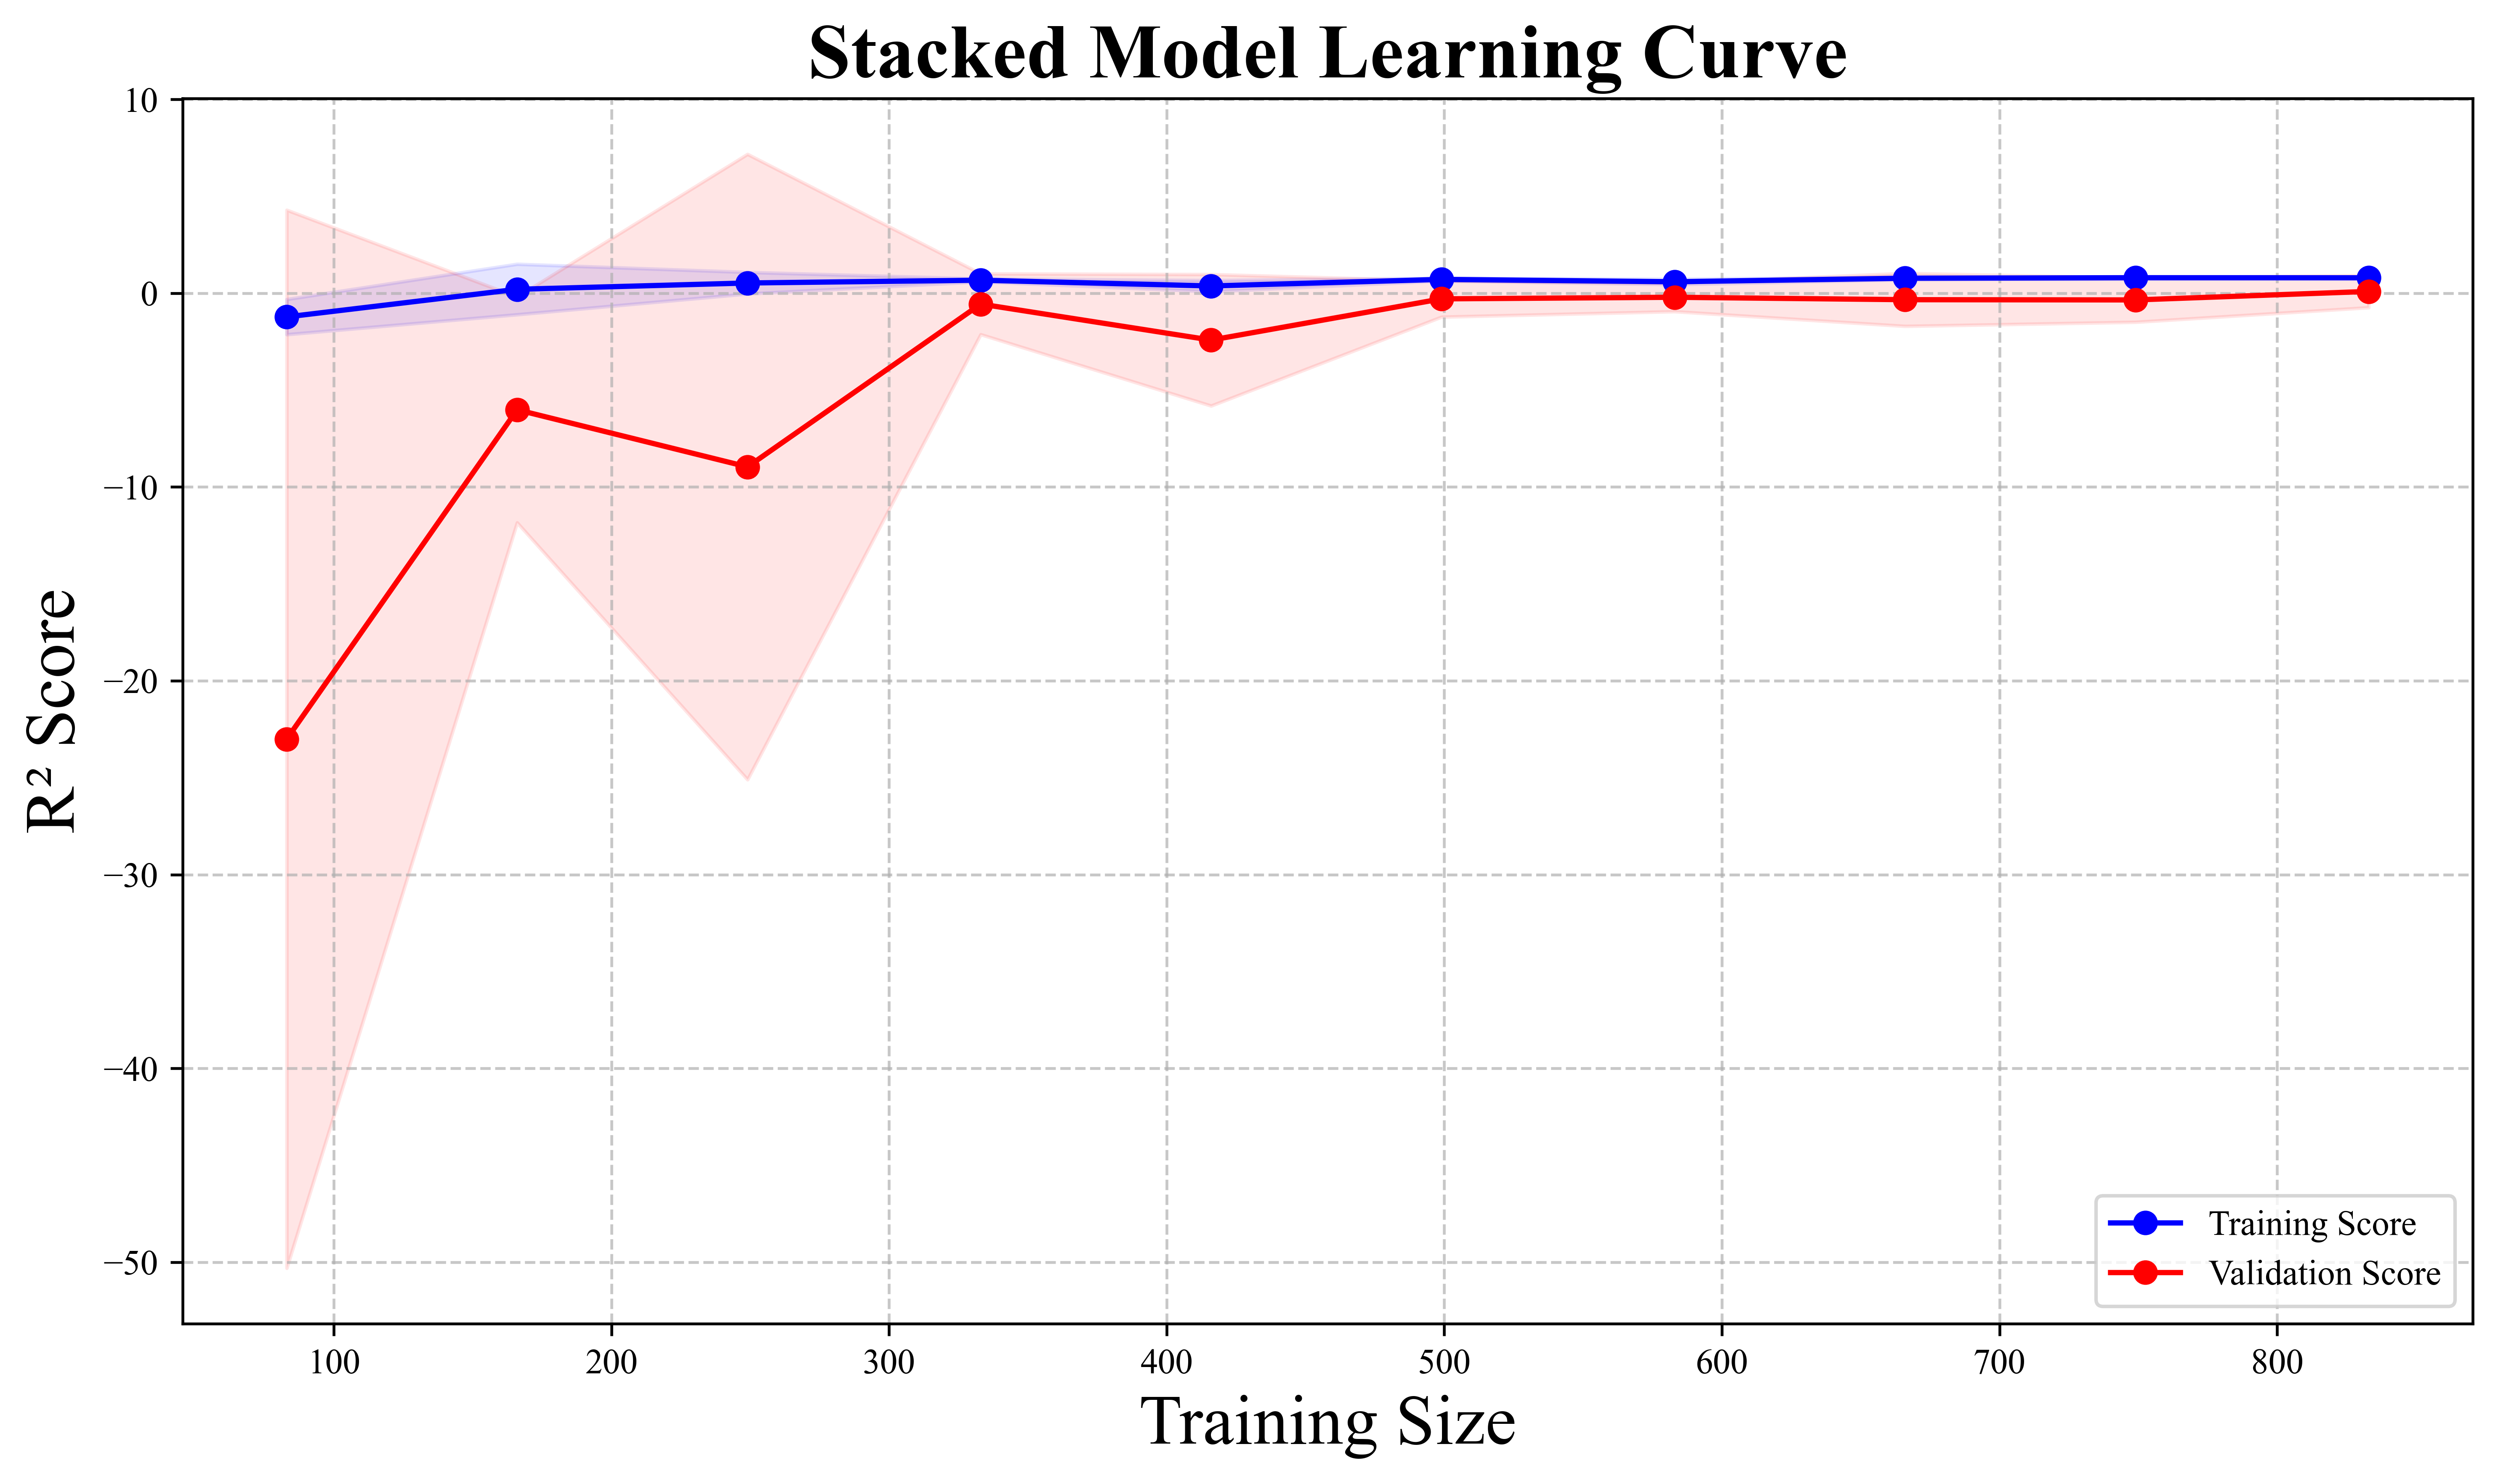 Stacked Model Learning Curve
10
0
−10
−20
−30
−40
−50
R² Score
100 200 300 400 500 600 700 800
Training Size
Training Score
Validation Score